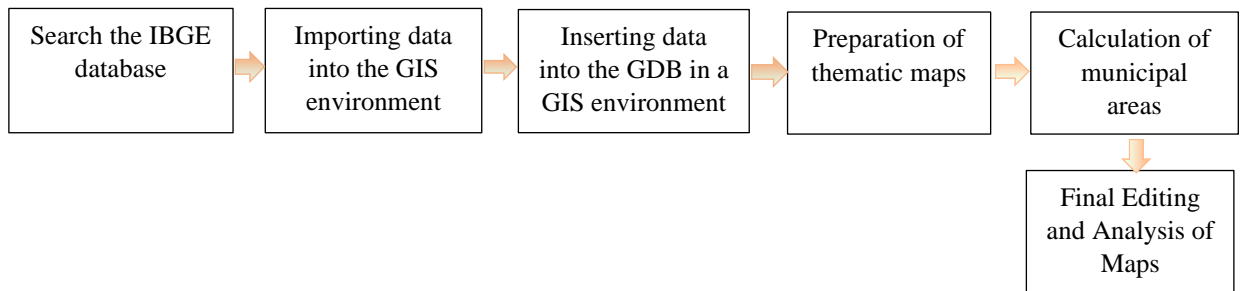 Search the IBGE
database
Importing data
into the GIS
environment
Inserting data
into the GDB in a
GIS environment
Preparation of
thematic maps
Calculation of
municipal
areas
Final Editing
and Analysis of
Maps